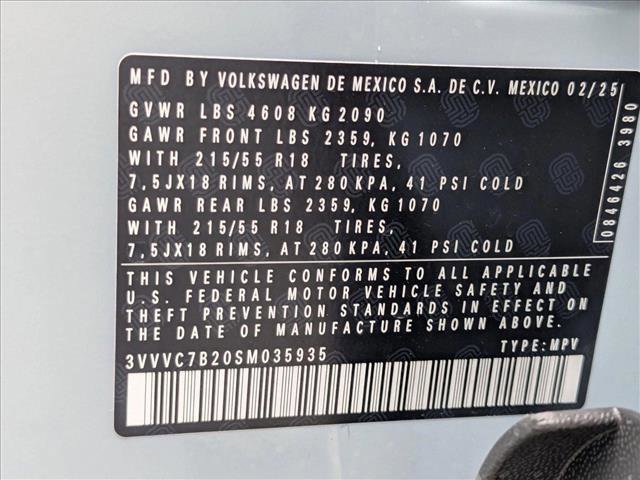 MFD BY VOLKSWAGEN DE MEXICO S.A. DE C.V. MEXICO 02/25
GVWR LBS 4608 KG 2090
GAWR FRONT LBS 2359, KG 1070
WITH 215/55 R18 TIRES,
7,5JX18 RIMS, AT 280 KPA, 41 PSI COLD
GAWR REAR LBS 2359, KG 1070
WITH 215/55 R18 TIRES,
7,5JX18 RIMS, AT 280 KPA, 41 PSI COLD
THIS VEHICLE CONFORMS TO ALL APPLICABLE
U.S. FEDERAL MOTOR VEHICLE SAFETY AND
THEFT PREVENTION STANDARDS IN EFFECT ON
THE DATE OF MANUFACTURE SHOWN ABOVE.
3VVVC7B20SM035935 TYPE: MPV
0846426 3980